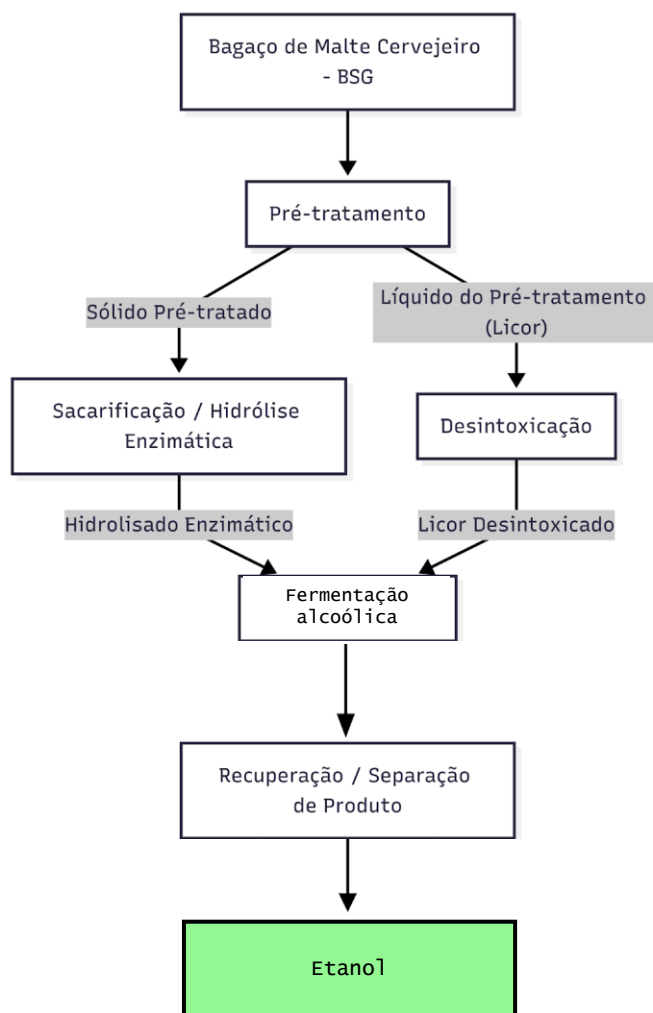 Bagaço de Malte Cervejeiro
- BSG
Pré-tratamento
Sólido Pré-tratado
Líquido do Pré-tratamento
(Licor)
Sacarificação / Hidrólise
Enzimática
Desintoxicação
Hidrolisado Enzimático
Licor Desintoxicado
Fermentação
alcoólica
Recuperação / Separação
de Produto
Etanol